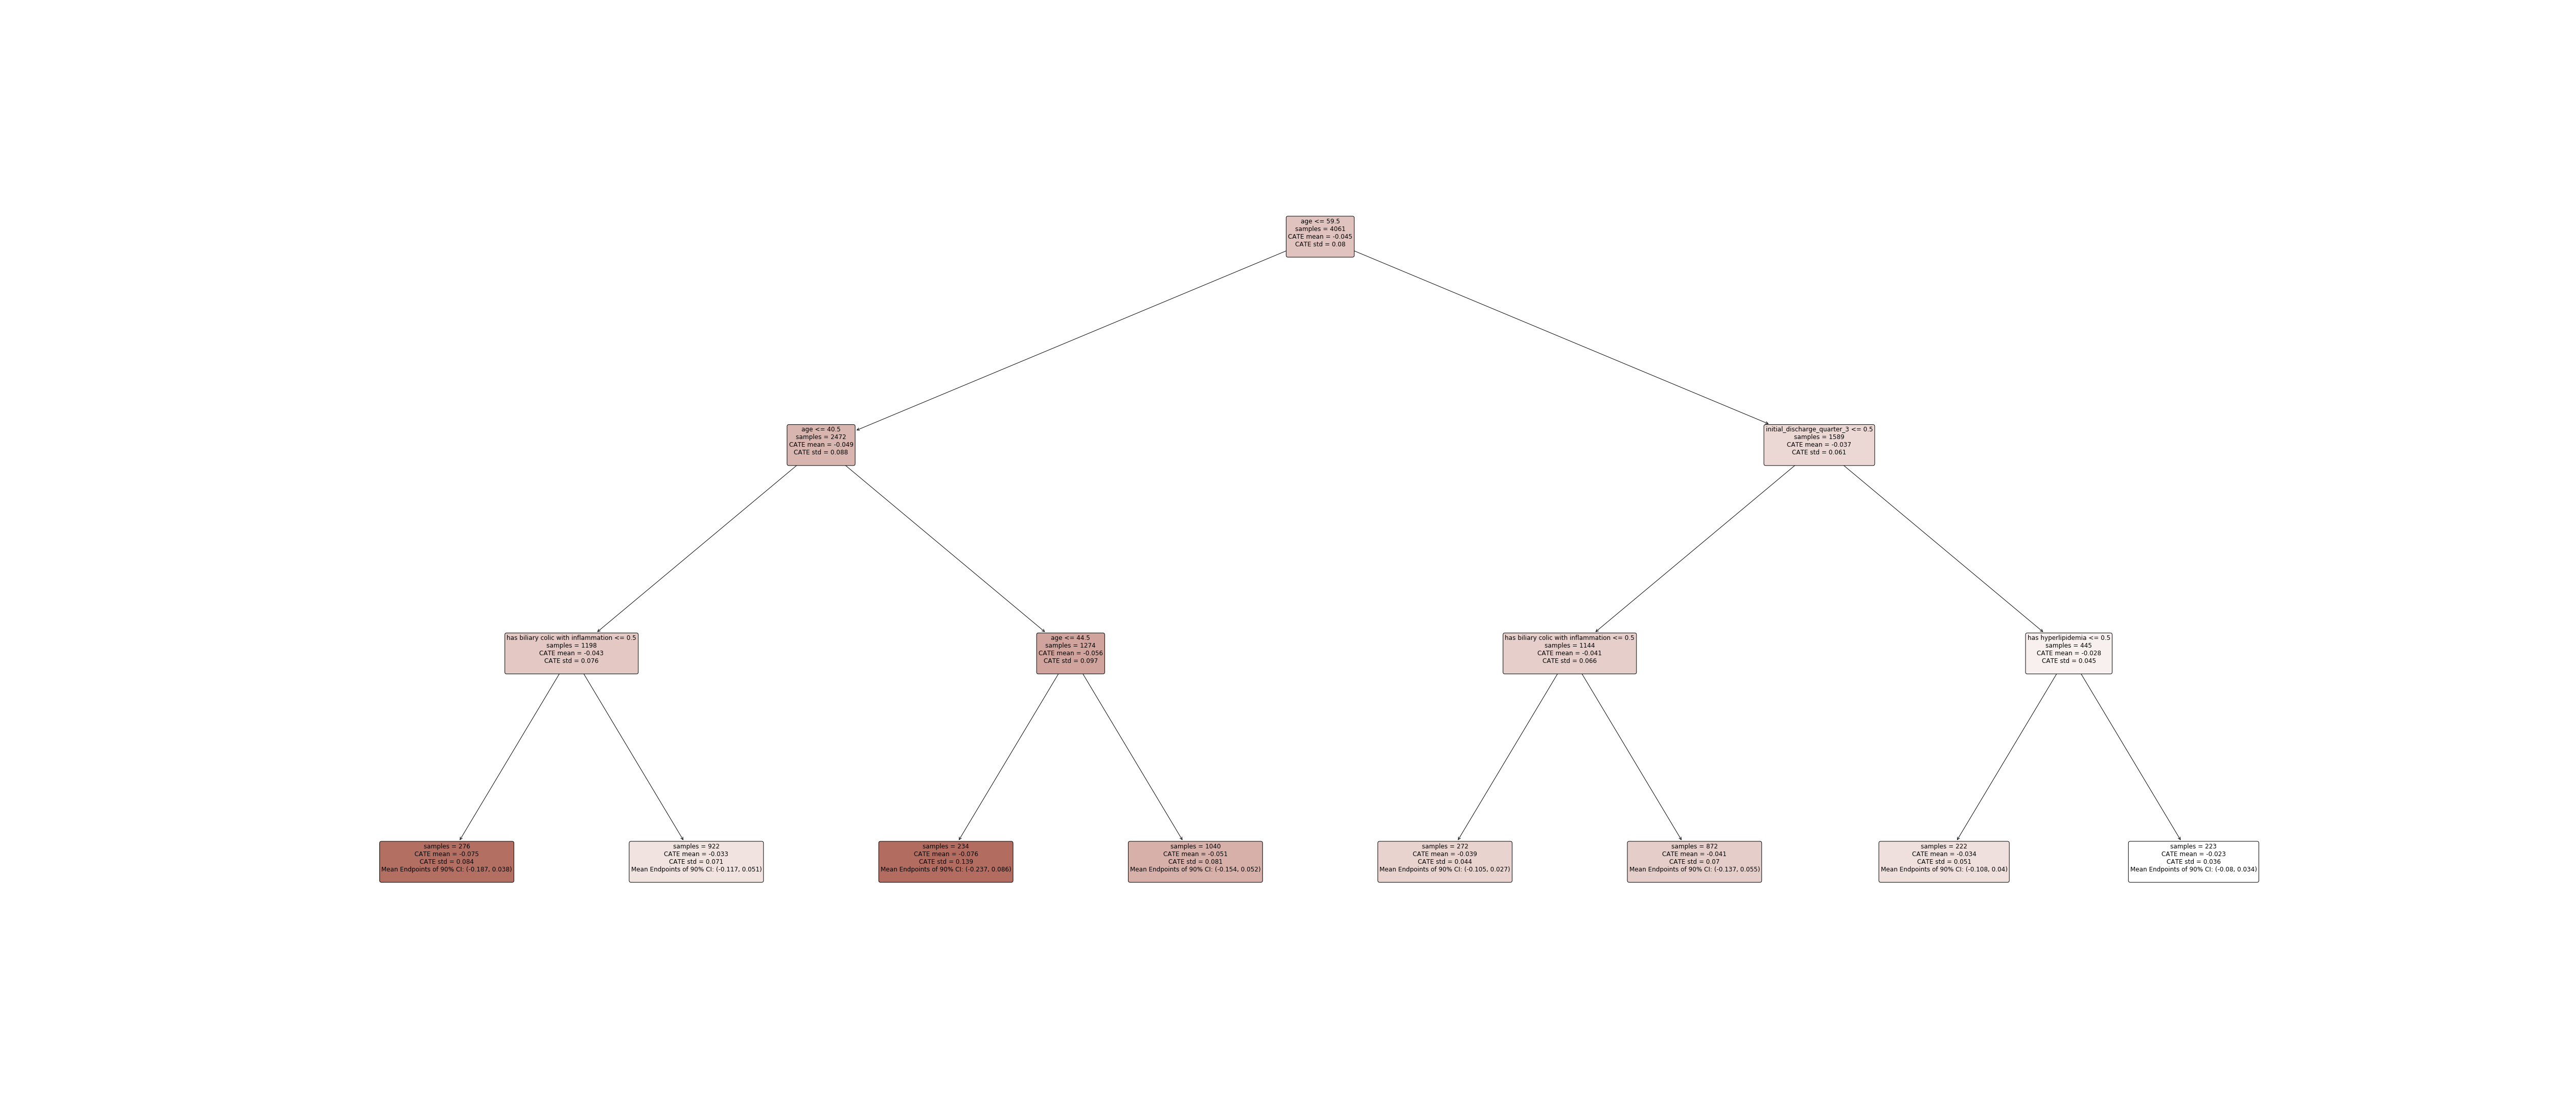 age <= 59.5
samples = 4061
CATE mean = -0.045
CATE std = 0.08
age <= 40.5
samples = 2472
CATE mean = -0.049
CATE std = 0.088
initial_discharge_quarter_3 <= 0.5
samples = 1589
CATE mean = -0.037
CATE std = 0.061
has biliary colic with inflammation <= 0.5
samples = 1198
CATE mean = -0.043
CATE std = 0.076
age <= 44.5
samples = 1274
CATE mean = -0.056
CATE std = 0.097
has biliary colic with inflammation <= 0.5
samples = 1144
CATE mean = -0.041
CATE std = 0.066
has hyperlipidemia <= 0.5
samples = 445
CATE mean = -0.028
CATE std = 0.045
samples = 276
CATE mean = -0.075
CATE std = 0.084
Mean Endpoints of 90% CI: (-0.187, 0.038)
samples = 922
CATE mean = -0.033
CATE std = 0.071
Mean Endpoints of 90% CI: (-0.117, 0.051)
samples = 234
CATE mean = -0.076
CATE std = 0.139
Mean Endpoints of 90% CI: (-0.237, 0.086)
samples = 1040
CATE mean = -0.051
CATE std = 0.081
Mean Endpoints of 90% CI: (-0.154, 0.052)
samples = 272
CATE mean = -0.039
CATE std = 0.044
Mean Endpoints of 90% CI: (-0.105, 0.027)
samples = 872
CATE mean = -0.041
CATE std = 0.07
Mean Endpoints of 90% CI: (-0.137, 0.055)
samples = 222
CATE mean = -0.034
CATE std = 0.051
Mean Endpoints of 90% CI: (-0.108, 0.04)
samples = 223
CATE mean = -0.023
CATE std = 0.036
Mean Endpoints of 90% CI: (-0.08, 0.034)